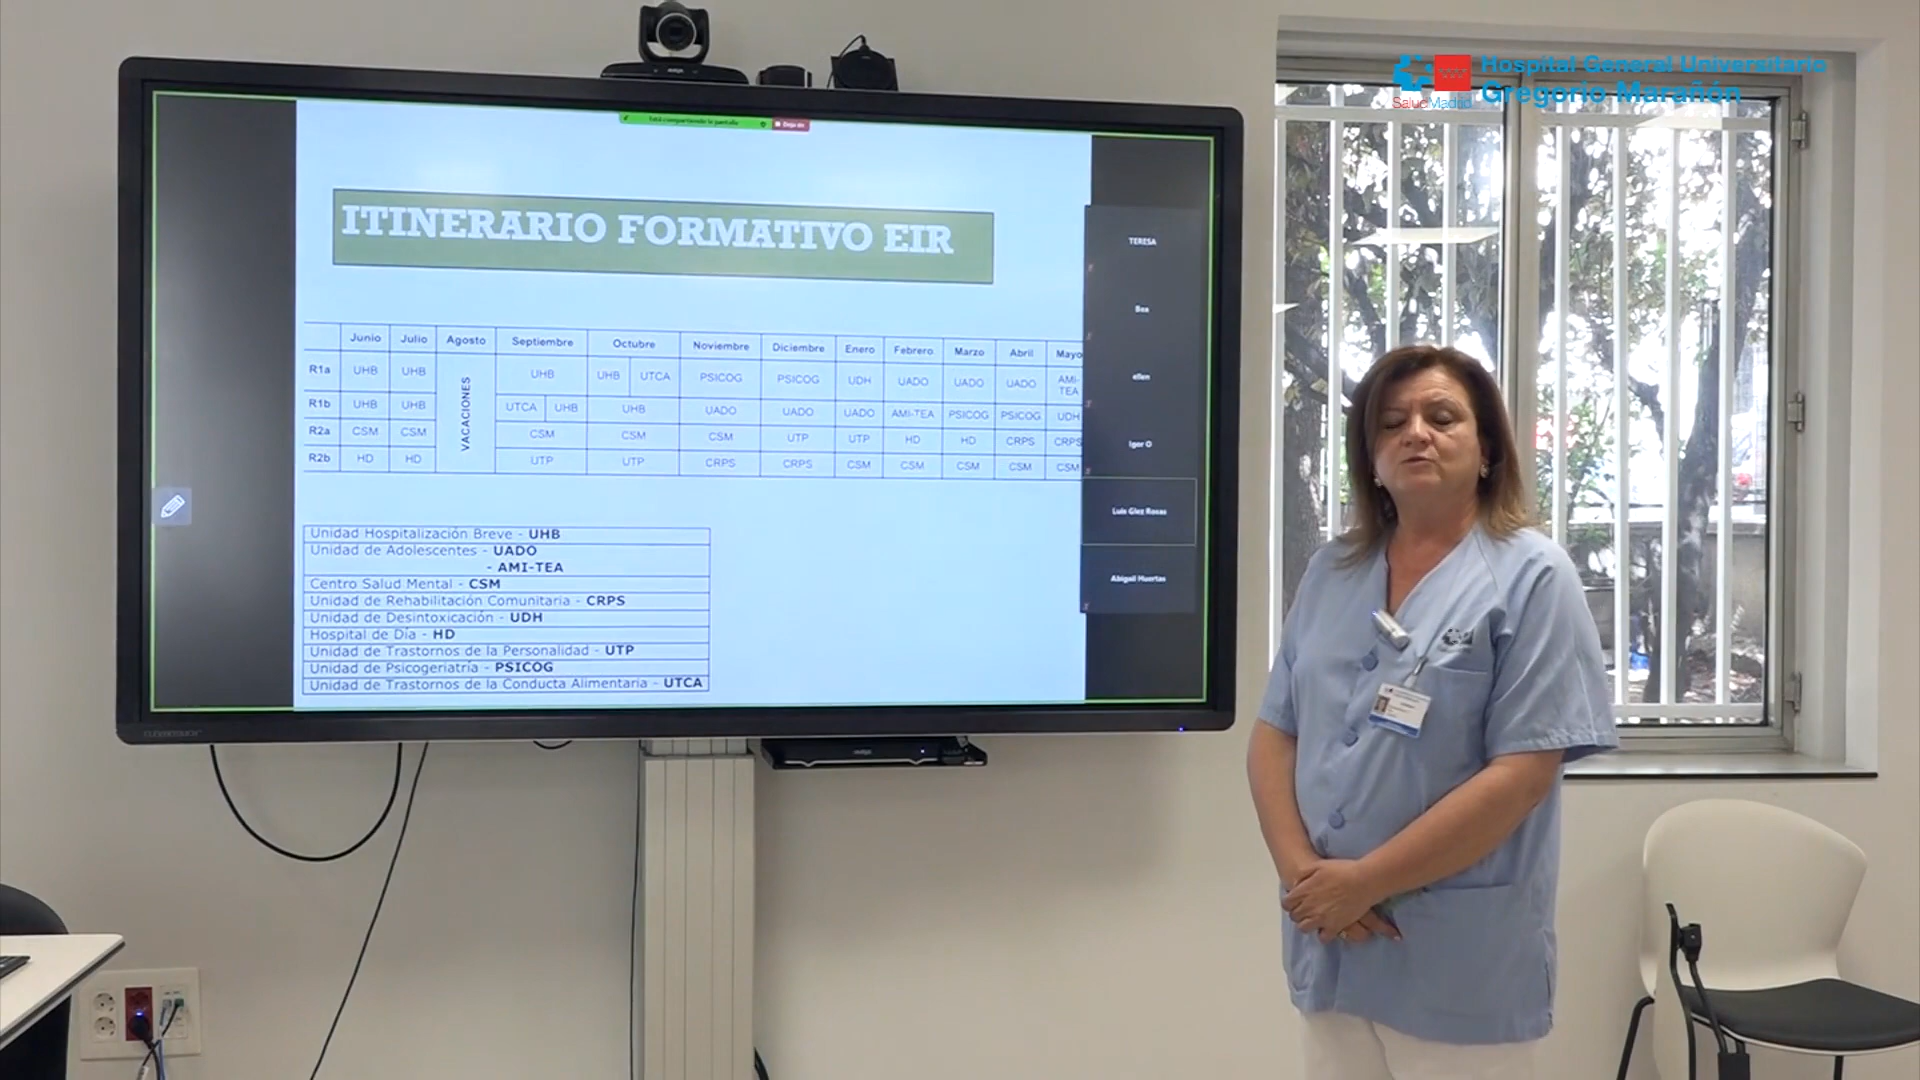 Hospital General Universitario
Gregorio Marañón
SaludMadrid
Está compartiendo la pantalla
ITINERARIO FORMATIVO EIR
Junio Julio Agosto Septiembre Octubre Noviembre Diciembre Enero Febrero Marzo Abril Mayo
R1a UHB UHB UHB UHB UTCA PSICOG PSICOG UDH UADO UADO UADO AMI-TEA
VACACIONES
R1b UHB UHB UTCA UHB UHB UADO UADO UADO AMI-TEA PSICOG PSICOG UDH
R2a CSM CSM CSM CSM CSM UTP UTP HD HD CRPS CRPS
R2b HD HD UTP UTP CRPS CRPS CSM CSM CSM CSM CSM
Unidad Hospitalización Breve - UHB
Unidad de Adolescentes - UADO
- AMI-TEA
Centro Salud Mental - CSM
Unidad de Rehabilitación Comunitaria - CRPS
Unidad de Desintoxicación - UDH
Hospital de Día - HD
Unidad de Trastornos de la Personalidad - UTP
Unidad de Psicogeriatría - PSICOG
Unidad de Trastornos de la Conducta Alimentaria - UTCA
TERESA
Bea
ellen
Igor O
Luis Glez Rosas
Abigail Huertas